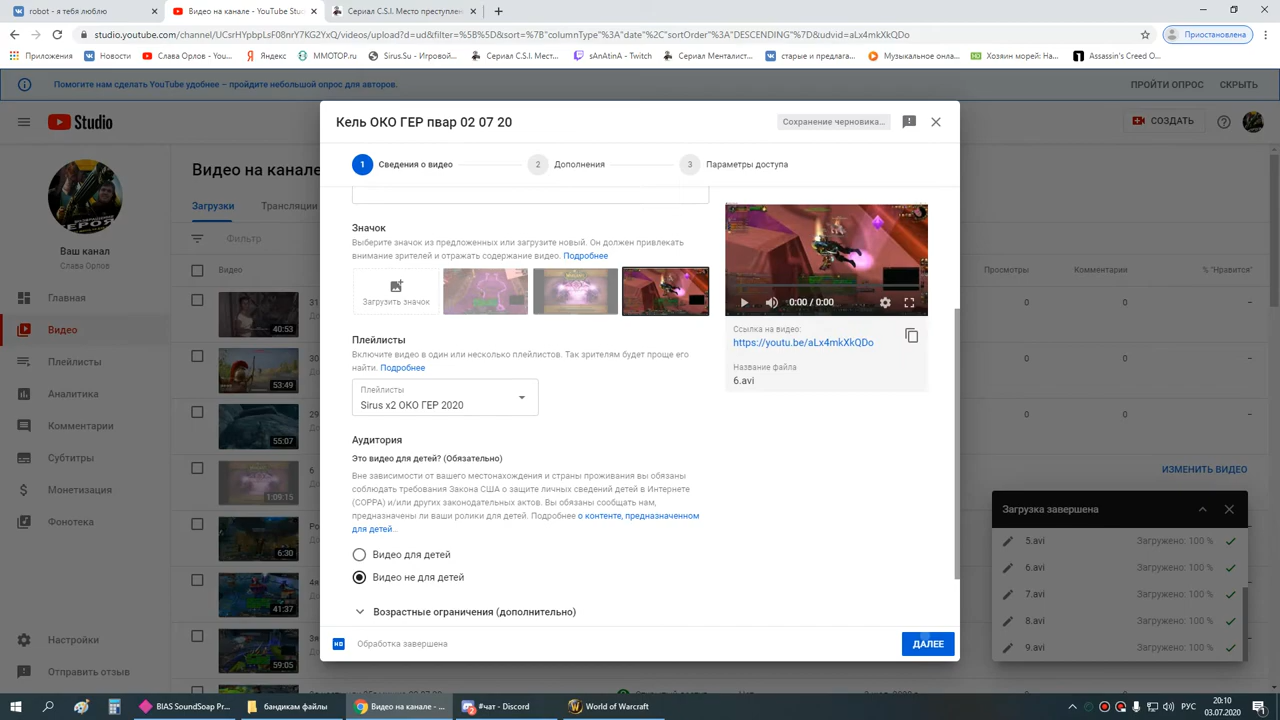 robot - я тебя люблю
Видео на канале - YouTube Studio
Сериал C.S.I. Место преступлен
studio.youtube.com/channel/UCsrHYpbpLsF08nrY7KG2YxQ/videos/upload?d=ud&filter=%5B%5D&sort=%7B"columnType"%3A"date"%2C"sortOrder"%3A"DESCENDING"%7D&udvid=aLx4mkXkQDo
Приостановлена
Приложения
Новости
Слава Орлов - You...
Яндекс
MMOTOP.ru
Sirus.Su - Игровой...
Сериал C.S.I. Мест...
sAnAtinA - Twitch
Сериал Менталист...
старые и предлага...
Музыкальное онла...
Хозяин морей: На...
Assassin's Creed O...
Помогите нам сделать YouTube удобнее – пройдите небольшой опрос для авторов.
ПРОЙТИ ОПРОС
СКРЫТЬ
Studio
СОЗДАТЬ
Кель ОКО ГЕР пвар 02 07 20
Сохранение черновика...
1 Сведения о видео
2 Дополнения
3 Параметры доступа
Видео на канале
Загрузки
Трансляции
Фильтр
Видео
Просмотры
Комментарии
% "Нравится"
Ваш канал
Слава Орлов
Главная
Видео
Плейлисты
Аналитика
Комментарии
Субтитры
Монетизация
Фонотека
Настройки
Отправить отзыв
40:53
53:49
55:07
1:09:15
6:30
41:37
59:05
Значок
Выберите значок из предложенных или загрузите новый. Он должен привлекать
внимание зрителей и отражать содержание видео. Подробнее
Загрузить значок
Плейлисты
Включите видео в один или несколько плейлистов. Так зрителям будет проще его
найти. Подробнее
Плейлисты
Sirus x2 ОКО ГЕР 2020
Аудитория
Это видео для детей? (Обязательно)
Вне зависимости от вашего местонахождения и страны проживания вы обязаны
соблюдать требования Закона США о защите личных сведений детей в Интернете
(COPPA) и/или других законодательных актов. Вы обязаны сообщать нам,
предназначены ли ваши ролики для детей. Подробнее о контенте, предназначенном
для детей...
Видео для детей
Видео не для детей
Возрастные ограничения (дополнительно)
Обработка завершена
ДАЛЕЕ
0:00 / 0:00
Ссылка на видео:
https://youtu.be/aLx4mkXkQDo
Название файла
6.avi
0 0 –
0 0 –
0 0 –
ИЗМЕНИТЬ ВИДЕО
Загрузка завершена
5.avi Загружено: 100 %
6.avi Загружено: 100 %
7.avi Загружено: 100 %
8.avi Загружено: 100 %
9.avi Загружено: 100 %
BIAS SoundSoap Pr...
бандикам файлы
Видео на канале - ...
#чат - Discord
World of Warcraft
РУС
20:10
03.07.2020